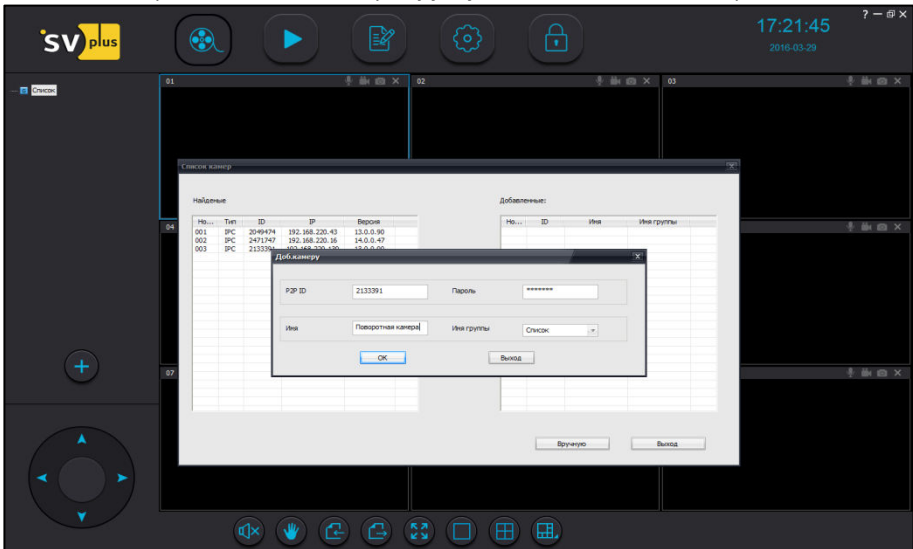 SV plus
17:21:45
2016-03-29
Список
01
02
03
Список камер
Найденые
Добавленные:
Но... Тип ID IP Версия
Но... ID Имя Имя группы
001 IPC 2049474 192.168.220.43 13.0.0.90
002 IPC 2471747 192.168.220.16 14.0.0.47
003 IPC 2133391
04
Доб.камеру
P2P ID 2133391 Пароль *******
Имя Поворотная камера Имя группы Список
OK Выход
07
Вручную Выход